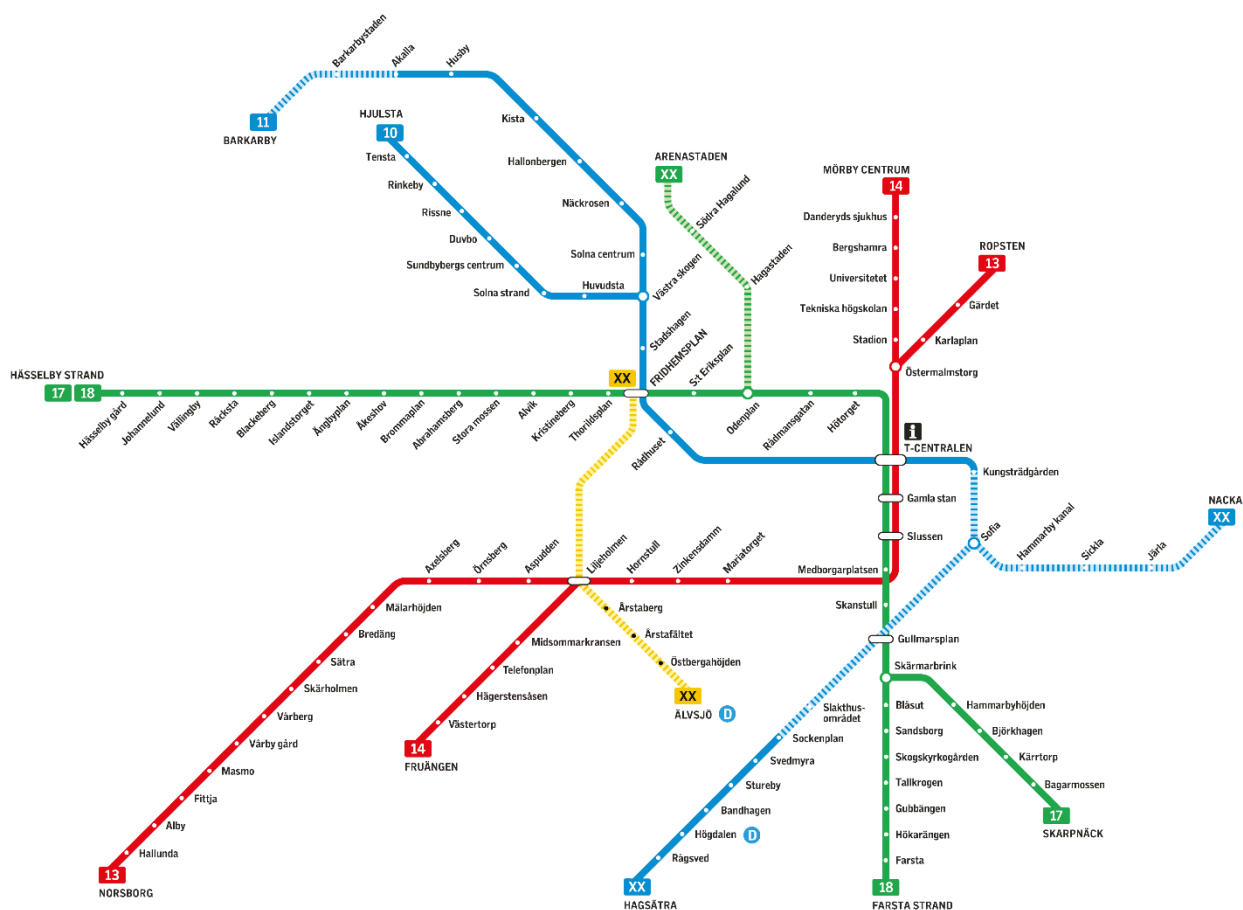 Barkarbystaden
Akalla
Husby
11
BARKARBY
HJULSTA
10
Kista
Tensta
Hallonbergen
Rinkeby
Näckrosen
Rissne
Duvbo
Solna centrum
Sundbybergs centrum
Solna strand
Huvudsta
Västra skogen
Stadshagen
ARENASTADEN
XX
Södra Hagalund
Hagastaden
MÖRBY CENTRUM
14
Danderyds sjukhus
Bergshamra
ROPSTEN
13
Universitetet
Gärdet
Tekniska högskolan
Karlaplan
Stadion
Östermalmstorg
HÄSSELBY STRAND
17
18
Hässelby gård
Johannelund
Vällingby
Råcksta
Blackeberg
Islandstorget
Ängbyplan
Åkeshov
Brommaplan
Abrahamsberg
Stora mossen
Alvik
Kristineberg
Thorildsplan
XX
FRIDHEMSPLAN
S:t Eriksplan
Odenplan
Rådmansgatan
Hötorget
Rådhuset
i
T-CENTRALEN
Kungsträdgården
Gamla stan
Slussen
Sofia
Hammarby kanal
Sickla
Järla
NACKA
XX
Axelsberg
Örnsberg
Aspudden
Liljeholmen
Hornstull
Zinkensdamm
Mariatorget
Medborgarplatsen
Skanstull
Gullmarsplan
Skärmarbrink
Mälarhöjden
Bredäng
Sätra
Skärholmen
Vårberg
Vårby gård
Masmo
Fittja
Alby
Hallunda
13
NORSBORG
Midsommarkransen
Telefonplan
Hägerstensåsen
Västertorp
14
FRUÄNGEN
Årstaberg
Årstafältet
Östbergahöjden
XX
ÄLVSJÖ D
Slakthus-
området
Sockenplan
Svedmyra
Stureby
Bandhagen
Högdalen D
Rågsved
XX
HAGSÄTRA
Blåsut
Sandsborg
Skogskyrkogården
Tallkrogen
Gubbängen
Hökarängen
Farsta
18
FARSTA STRAND
Hammarbyhöjden
Björkhagen
Kärrtorp
Bagarmossen
17
SKARPNÄCK